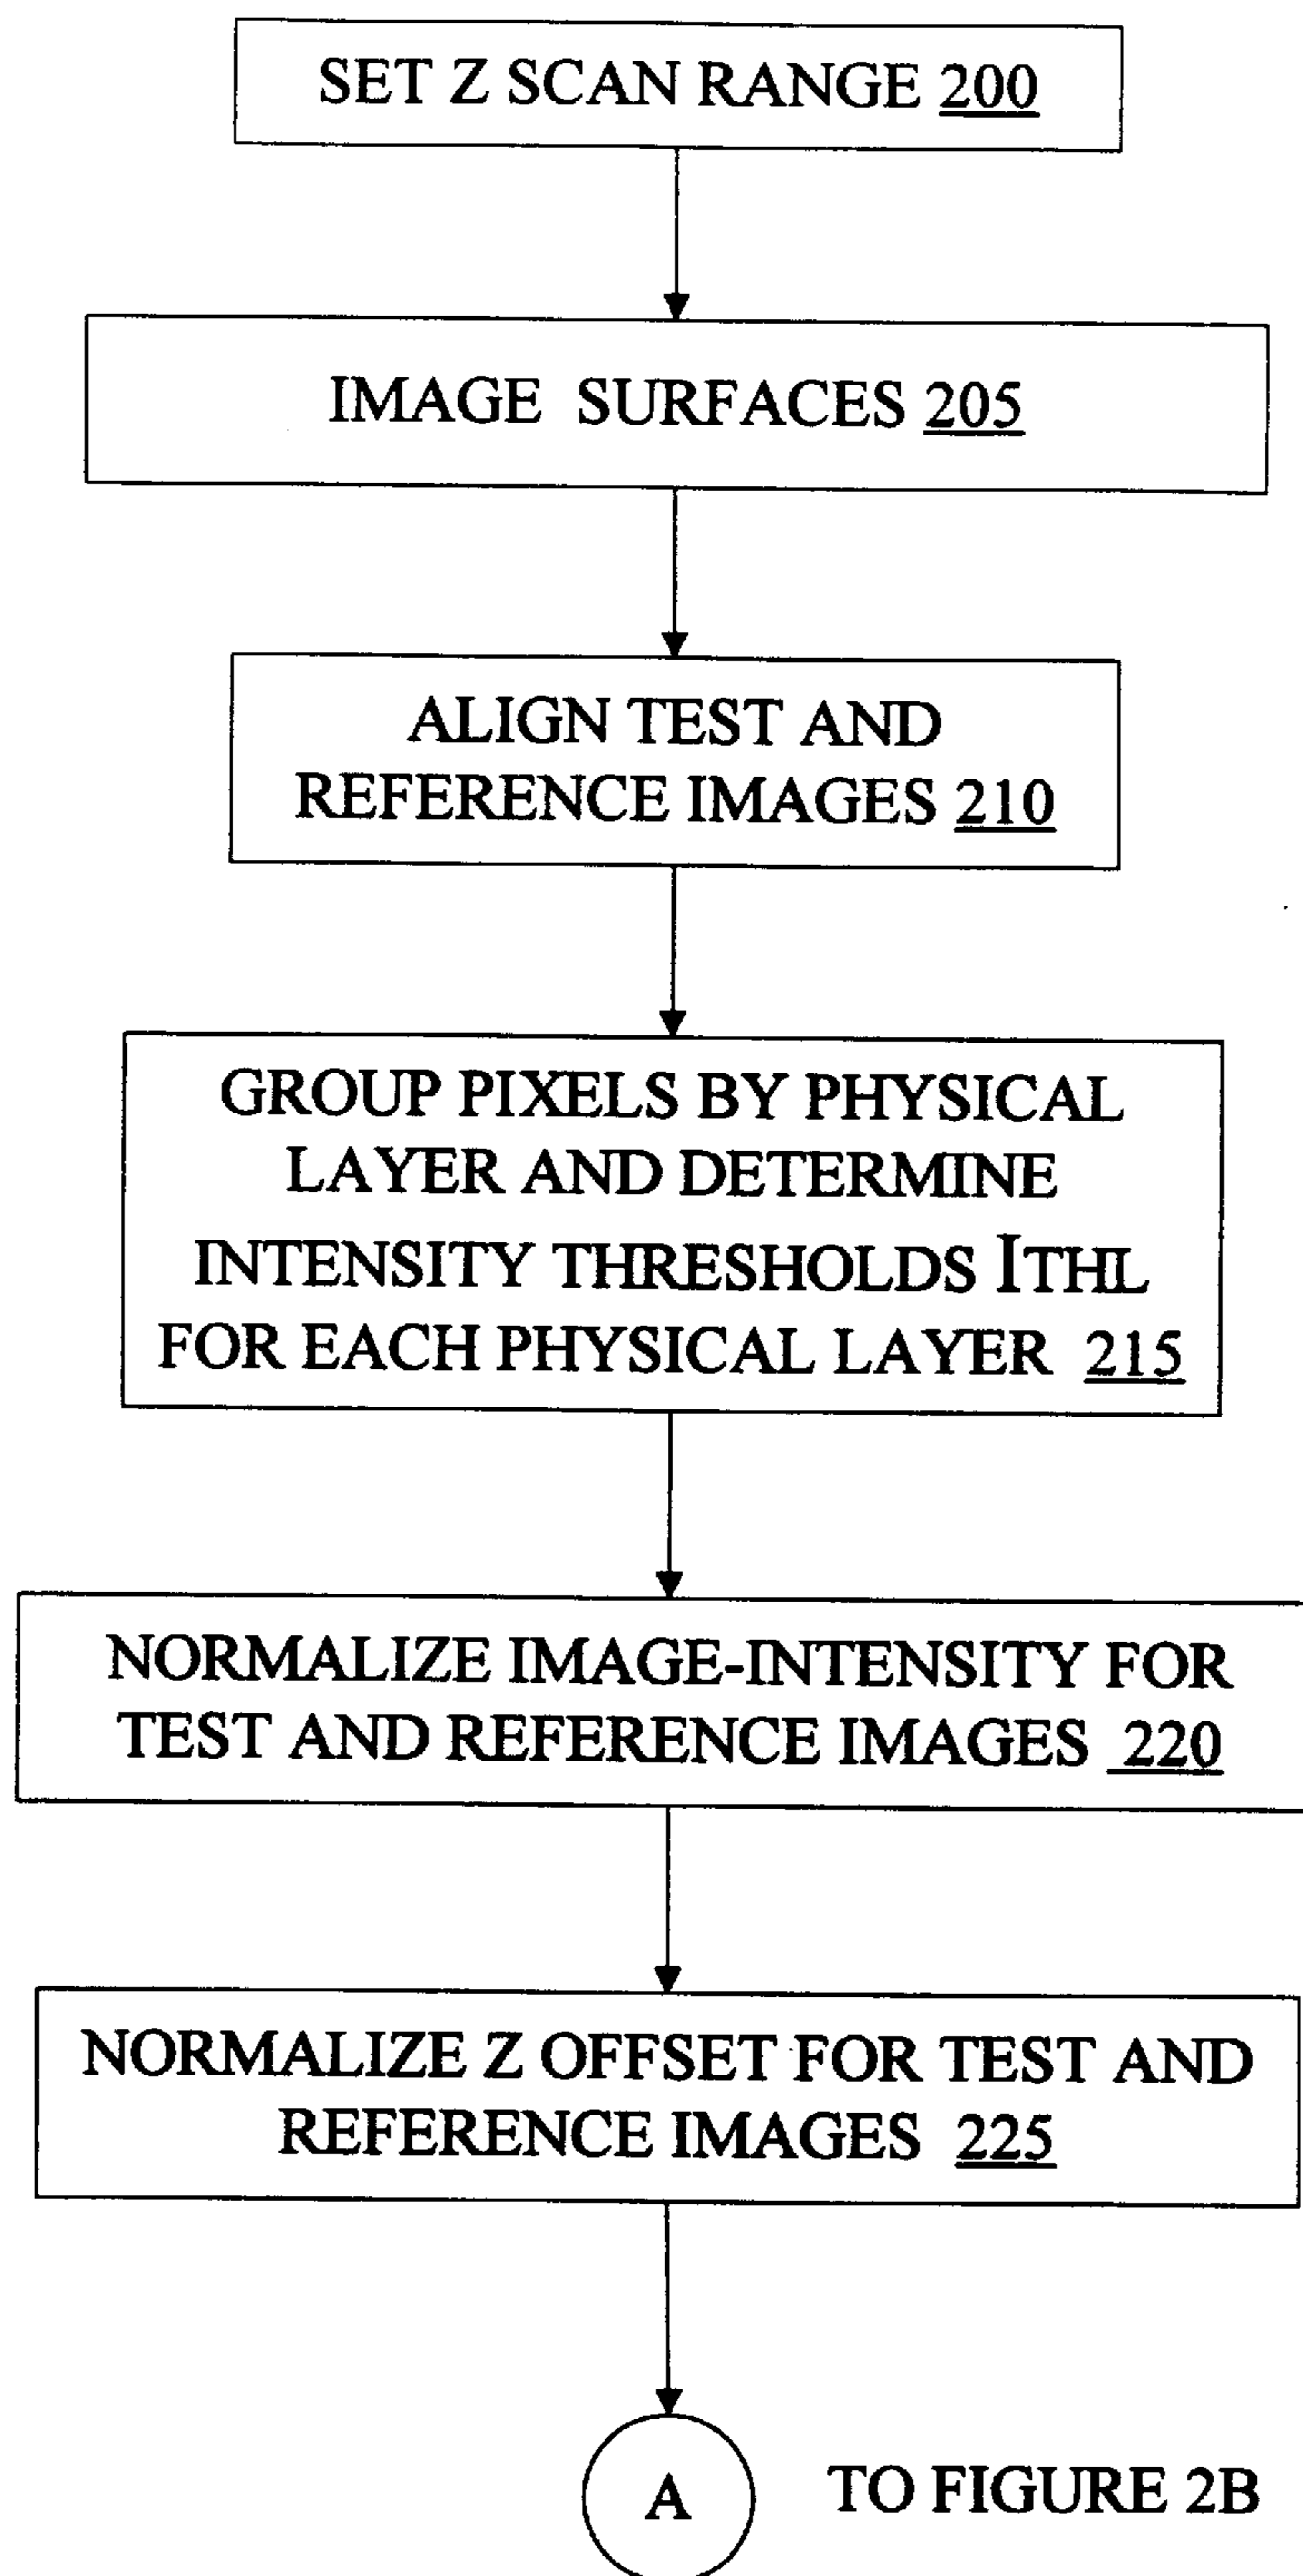 SET Z SCAN RANGE 200
IMAGE SURFACES 205
ALIGN TEST AND
REFERENCE IMAGES 210
GROUP PIXELS BY PHYSICAL
LAYER AND DETERMINE
INTENSITY THRESHOLDS ITHL
FOR EACH PHYSICAL LAYER 215
NORMALIZE IMAGE-INTENSITY FOR
TEST AND REFERENCE IMAGES 220
NORMALIZE Z OFFSET FOR TEST AND
REFERENCE IMAGES 225
A
TO FIGURE 2B